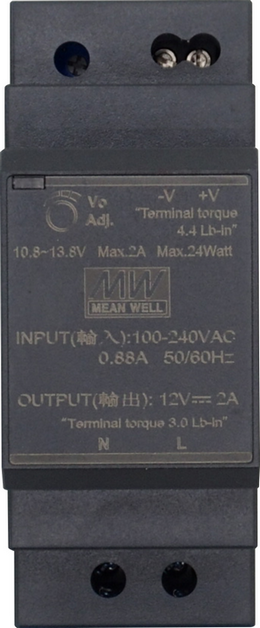 Vo
Adj.
-V +V
"Terminal torque
4.4 Lb-in"
10.8~13.8V Max.2A Max.24Watt
MW
MEAN WELL
INPUT(輸入):100-240VAC
0.88A 50/60Hz
OUTPUT(輸出): 12V⎓2A
"Terminal torque 3.0 Lb-in"
N L